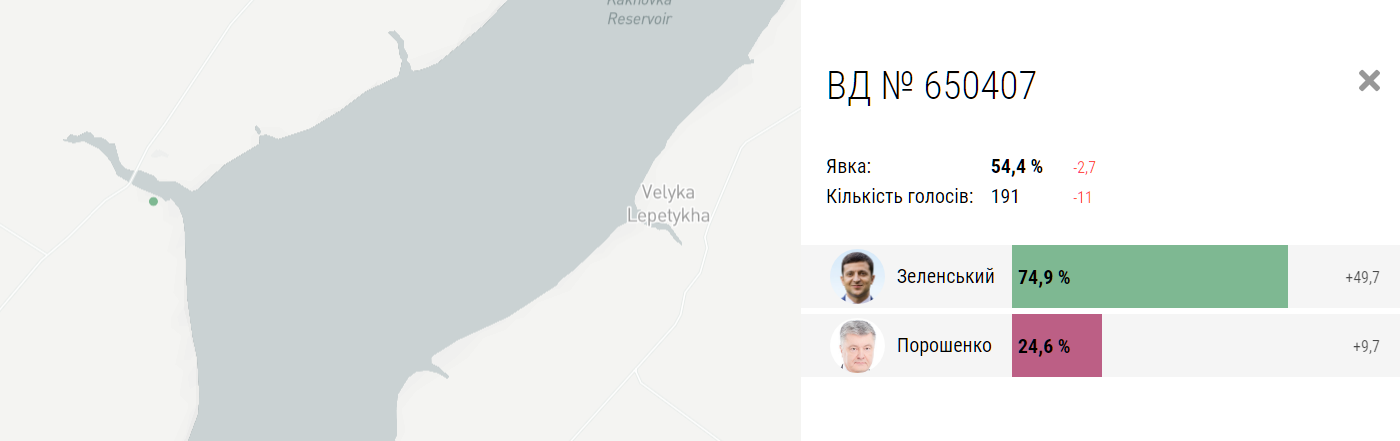 Kakhovka
Reservoir
Velyka
Lepetykha
ВД № 650407
Явка: 54,4 % -2,7
Кількість голосів: 191 -11
Зеленський 74,9 % +49,7
Порошенко 24,6 % +9,7